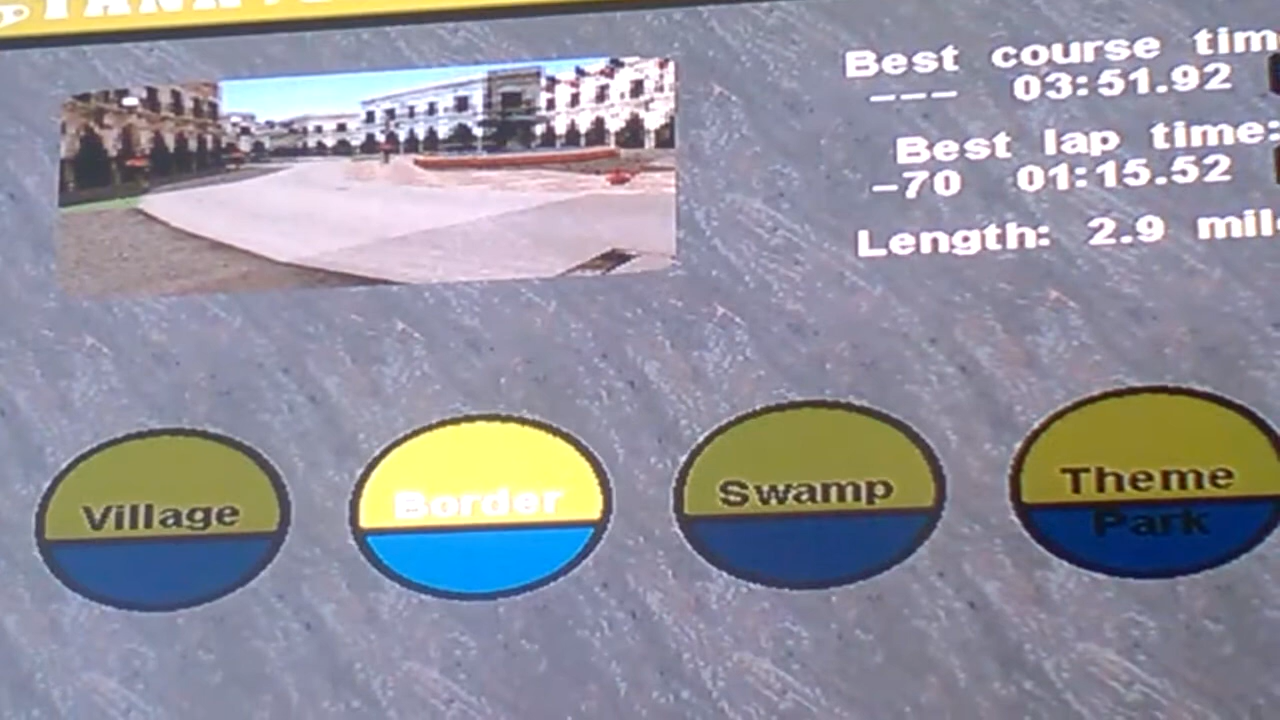 Best course tim
--- 03:51.92
Best lap time:
-70 01:15.52
Length: 2.9 mil
Village
Border
Swamp
Theme
Park